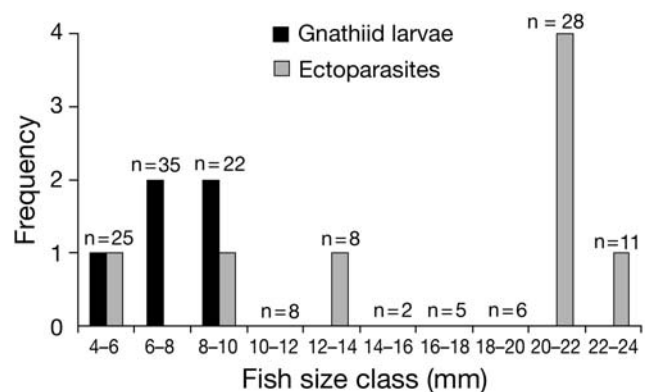 4
3
2
1
0
Frequency
Gnathiid larvae
Ectoparasites
n=25
n=35
n=22
n=8
n=8
n=2
n=5
n=6
n = 28
n=11
4–6
6–8
8–10
10–12
12–14
14–16
16–18
18–20
20–22
22–24
Fish size class (mm)